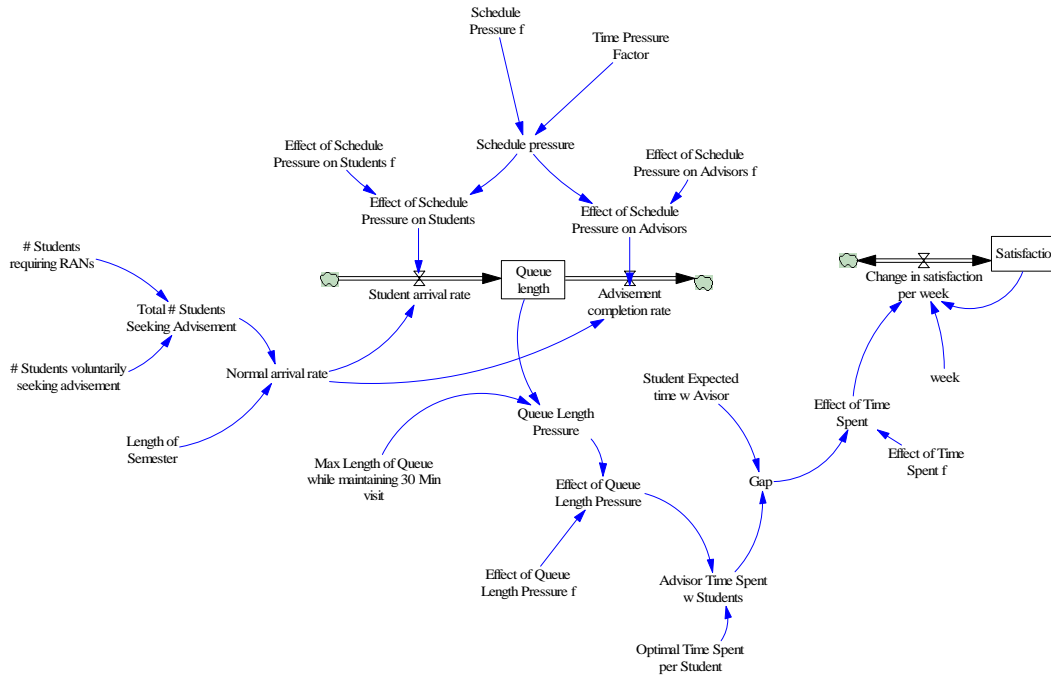 Schedule
Pressure f
Time Pressure
Factor
Schedule pressure
Effect of Schedule
Pressure on Students f
Effect of Schedule
Pressure on Advisors f
Effect of Schedule
Pressure on Students
Effect of Schedule
Pressure on Advisors
# Students
requiring RANs
Student arrival rate
Queue
length
Advisement
completion rate
Change in satisfaction
per week
Satisfaction
Total # Students
Seeking Advisement
# Students voluntarily
seeking advisement
Normal arrival rate
Student Expected
time w Avisor
week
Length of
Semester
Queue Length
Pressure
Effect of Time
Spent
Max Length of Queue
while maintaining 30 Min
visit
Effect of Time
Spent f
Effect of Queue
Length Pressure
Gap
Effect of Queue
Length Pressure f
Advisor Time Spent
w Students
Optimal Time Spent
per Student